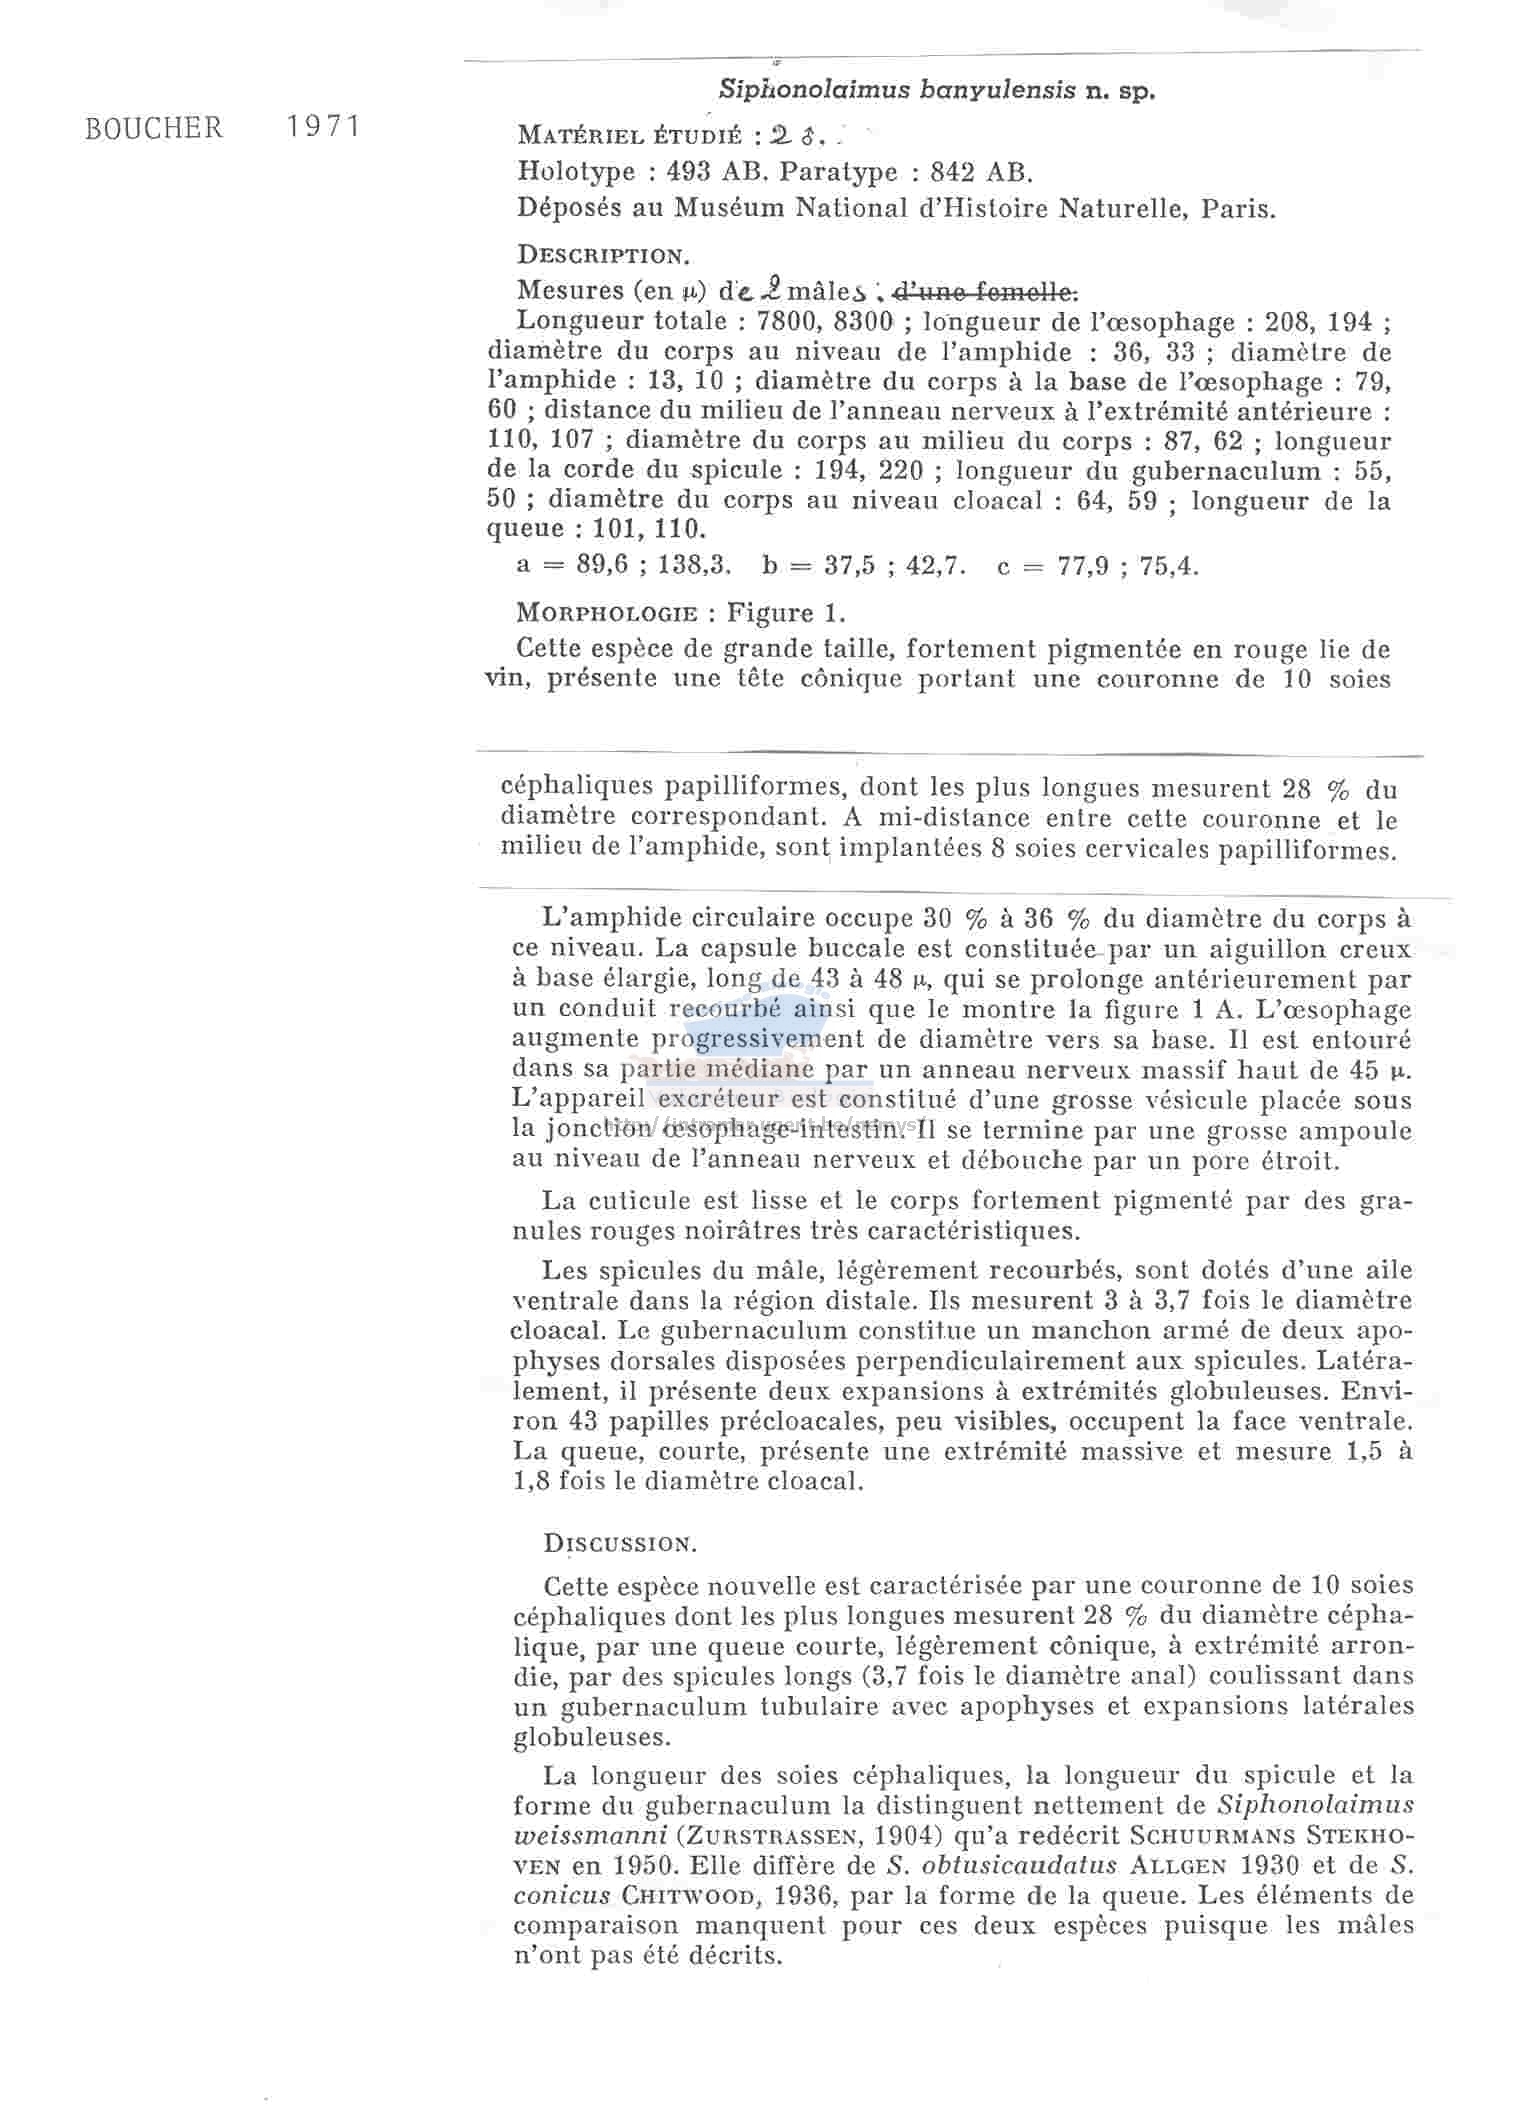 Siphonolaimus banyulensis n. sp.
BOUCHER 1971
MATÉRIEL ÉTUDIÉ : 2 ♂.
Holotype : 493 AB. Paratype : 842 AB.
Déposés au Muséum National d'Histoire Naturelle, Paris.
DESCRIPTION.
Mesures (en µ) de 2 mâles, d'une femelle.
Longueur totale : 7800, 8300 ; longueur de l'œsophage : 208, 194 ;
diamètre du corps au niveau de l'amphide : 36, 33 ; diamètre de
l'amphide : 13, 10 ; diamètre du corps à la base de l'œsophage : 79,
60 ; distance du milieu de l'anneau nerveux à l'extrémité antérieure :
110, 107 ; diamètre du corps au milieu du corps : 87, 62 ; longueur
de la corde du spicule : 194, 220 ; longueur du gubernaculum : 55,
50 ; diamètre du corps au niveau cloacal : 64, 59 ; longueur de la
queue : 101, 110.
a = 89,6 ; 138,3. b = 37,5 ; 42,7. c = 77,9 ; 75,4.
MORPHOLOGIE : Figure 1.
Cette espèce de grande taille, fortement pigmentée en rouge lie de
vin, présente une tête cônique portant une couronne de 10 soies
céphaliques papilliformes, dont les plus longues mesurent 28 % du
diamètre correspondant. A mi-distance entre cette couronne et le
milieu de l'amphide, sont implantées 8 soies cervicales papilliformes.
L'amphide circulaire occupe 30 % à 36 % du diamètre du corps à
ce niveau. La capsule buccale est constituée par un aiguillon creux
à base élargie, long de 43 à 48 µ, qui se prolonge antérieurement par
un conduit recourbé ainsi que le montre la figure 1 A. L'œsophage
augmente progressivement de diamètre vers sa base. Il est entouré
dans sa partie médiane par un anneau nerveux massif haut de 45 µ.
L'appareil excréteur est constitué d'une grosse vésicule placée sous
la jonction œsophage-intestin. Il se termine par une grosse ampoule
http://intramar.ugent.be/nemys/
au niveau de l'anneau nerveux et débouche par un pore étroit.
La cuticule est lisse et le corps fortement pigmenté par des gra-
nules rouges noirâtres très caractéristiques.
Les spicules du mâle, légèrement recourbés, sont dotés d'une aile
ventrale dans la région distale. Ils mesurent 3 à 3,7 fois le diamètre
cloacal. Le gubernaculum constitue un manchon armé de deux apo-
physes dorsales disposées perpendiculairement aux spicules. Latéra-
lement, il présente deux expansions à extrémités globuleuses. Envi-
ron 43 papilles précloacales, peu visibles, occupent la face ventrale.
La queue, courte, présente une extrémité massive et mesure 1,5 à
1,8 fois le diamètre cloacal.
DISCUSSION.
Cette espèce nouvelle est caractérisée par une couronne de 10 soies
céphaliques dont les plus longues mesurent 28 % du diamètre cépha-
lique, par une queue courte, légèrement cônique, à extrémité arron-
die, par des spicules longs (3,7 fois le diamètre anal) coulissant dans
un gubernaculum tubulaire avec apophyses et expansions latérales
globuleuses.
La longueur des soies céphaliques, la longueur du spicule et la
forme du gubernaculum la distinguent nettement de Siphonolaimus
weissmanni (ZURSTRASSEN, 1904) qu'a redécrit SCHUURMANS STEKHO-
VEN en 1950. Elle diffère de S. obtusicaudatus ALLGEN 1930 et de S.
conicus CHITWOOD, 1936, par la forme de la queue. Les éléments de
comparaison manquent pour ces deux espèces puisque les mâles
n'ont pas été décrits.